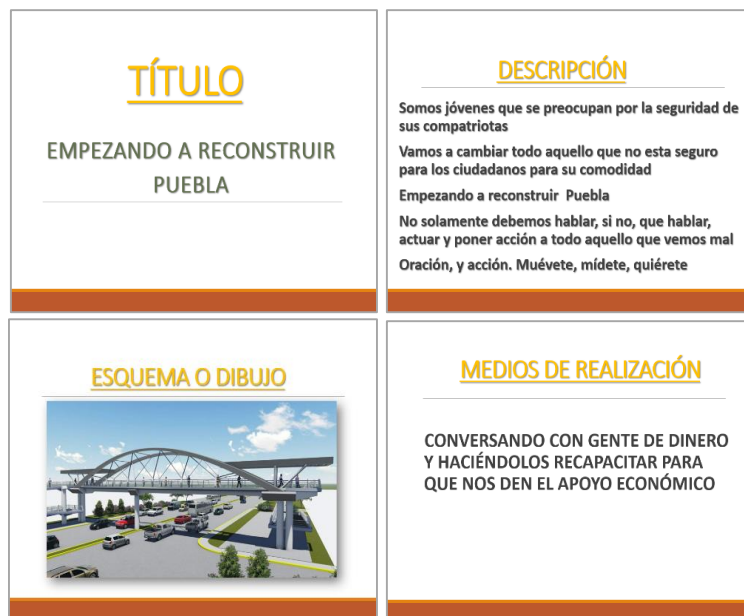 TÍTULO
EMPEZANDO A RECONSTRUIR
PUEBLA
DESCRIPCIÓN
Somos jóvenes que se preocupan por la seguridad de
sus compatriotas
Vamos a cambiar todo aquello que no esta seguro
para los ciudadanos para su comodidad
Empezando a reconstruir Puebla
No solamente debemos hablar, si no, que hablar,
actuar y poner acción a todo aquello que vemos mal
Oración, y acción. Muévete, mídete, quiérete
ESQUEMA O DIBUJO
MEDIOS DE REALIZACIÓN
CONVERSANDO CON GENTE DE DINERO
Y HACIÉNDOLOS RECAPACITAR PARA
QUE NOS DEN EL APOYO ECONÓMICO